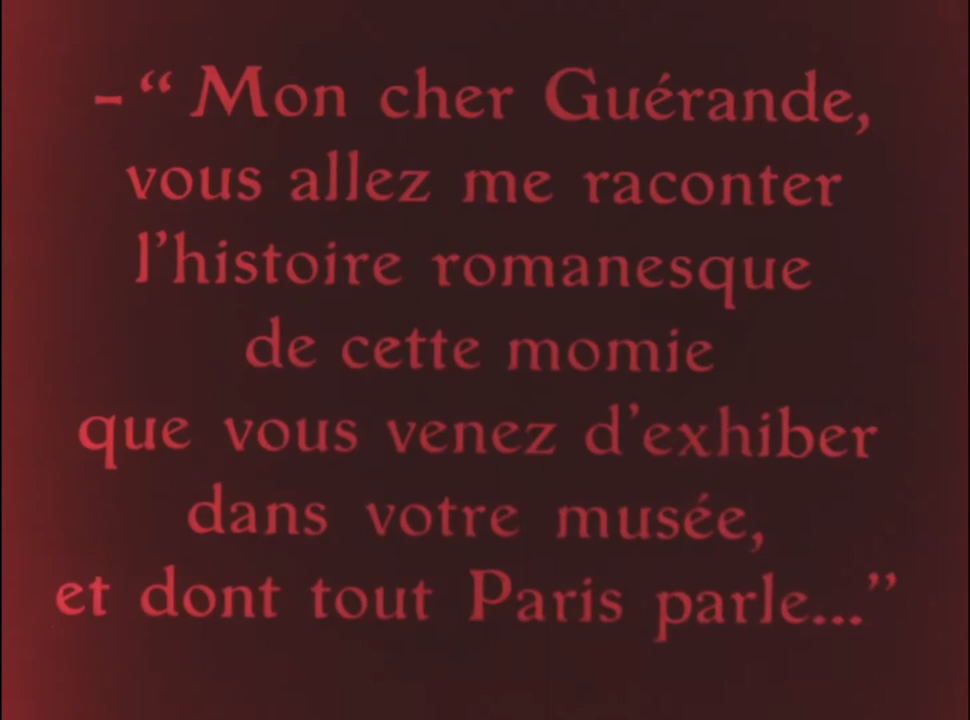 -“ Mon cher Guérande,
vous allez me raconter
l'histoire romanesque
de cette momie
que vous venez d'exhiber
dans votre musée,
et dont tout Paris parle...”